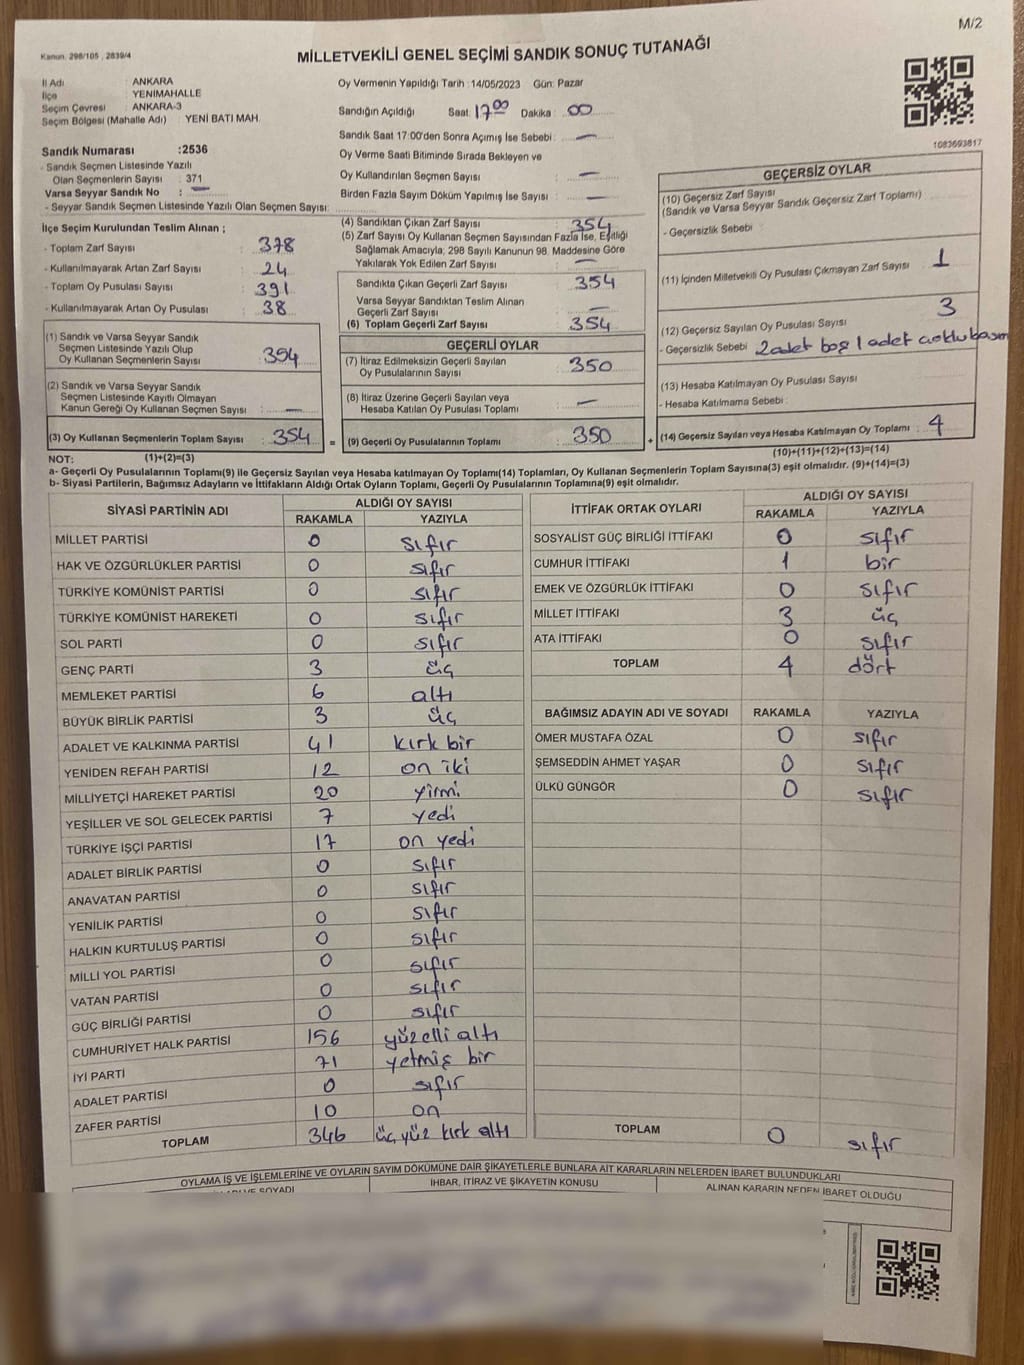 M/2
Kanun. 298/105 , 2839/4
MİLLETVEKİLİ GENEL SEÇİMİ SANDIK SONUÇ TUTANAĞI
İl Adı : ANKARA
İlçe : YENİMAHALLE
Seçim Çevresi : ANKARA-3
Seçim Bölgesi (Mahalle Adı) : YENİ BATI MAH.
Sandık Numarası :2536
- Sandık Seçmen Listesinde Yazılı
Olan Seçmenlerin Sayısı : 371
Varsa Seyyar Sandık No : —
- Seyyar Sandık Seçmen Listesinde Yazılı Olan Seçmen Sayısı:
İlçe Seçim Kurulundan Teslim Alınan ;
- Toplam Zarf Sayısı : 378
- Kullanılmayarak Artan Zarf Sayısı : 24
- Toplam Oy Pusulası Sayısı : 391
- Kullanılmayarak Artan Oy Pusulası : 38
(1) Sandık ve Varsa Seyyar Sandık
Seçmen Listesinde Yazılı Olup
Oy Kullanan Seçmenlerin Sayısı : 354
(2) Sandık ve Varsa Seyyar Sandık
Seçmen Listesinde Kayıtlı Olmayan
Kanun Gereği Oy Kullanan Seçmen Sayısı : —
(3) Oy Kullanan Seçmenlerin Toplam Sayısı : 354 =
Oy Vermenin Yapıldığı Tarih : 14/05/2023 Gün: Pazar
Sandığın Açıldığı Saat: 17 00 Dakika : 00
Sandık Saat 17:00'den Sonra Açımış İse Sebebi : —
Oy Verme Saati Bitiminde Sırada Bekleyen ve
Oy Kullandırılan Seçmen Sayısı : —
Birden Fazla Sayım Döküm Yapılmış İse Sayısı : —
(4) Sandıktan Çıkan Zarf Sayısı : 354
(5) Zarf Sayısı Oy Kullanan Seçmen Sayısından Fazla İse, Eşitliği
Sağlamak Amacıyla; 298 Sayılı Kanunun 98. Maddesine Göre
Yakılarak Yok Edilen Zarf Sayısı : —
Sandıkta Çıkan Geçerli Zarf Sayısı : 354
Varsa Seyyar Sandıktan Teslim Alınan
Geçerli Zarf Sayısı : —
(6) Toplam Geçerli Zarf Sayısı : 354
GEÇERLİ OYLAR
(7) İtiraz Edilmeksizin Geçerli Sayılan
Oy Pusulalarının Sayısı : 350
(8) İtiraz Üzerine Geçerli Sayılan veya
Hesaba Katılan Oy Pusulası Toplamı : —
(9) Geçerli Oy Pusulalarının Toplamı : 350 +
1083693817
GEÇERSİZ OYLAR
(10) Geçersiz Zarf Sayısı
(Sandık ve Varsa Seyyar Sandık Geçersiz Zarf Toplamı)
- Geçersizlik Sebebi :
(11) İçinden Milletvekili Oy Pusulası Çıkmayan Zarf Sayısı : 1
(12) Geçersiz Sayılan Oy Pusulası Sayısı : 3
- Geçersizlik Sebebi : 2 adet boş 1 adet
(13) Hesaba Katılmayan Oy Pusulası Sayısı :
- Hesaba Katılmama Sebebi :
(14) Geçersiz Sayılan veya Hesaba Katılmayan Oy Toplamı : 4
NOT: (1)+(2)=(3)
(10)+(11)+(12)+(13)=(14)
a- Geçerli Oy Pusulalarının Toplamı(9) ile Geçersiz Sayılan veya Hesaba katılmayan Oy Toplamı(14) Toplamları, Oy Kullanan Seçmenlerin Toplam Sayısına(3) eşit olmalıdır. (9)+(14)=(3)
b- Siyasi Partilerin, Bağımsız Adayların ve İttifakların Aldığı Ortak Oyların Toplamı, Geçerli Oy Pusulalarının Toplamına(9) eşit olmalıdır.
SİYASİ PARTİNİN ADI ALDIĞI OY SAYISI
RAKAMLA YAZIYLA
MİLLET PARTİSİ 0 sıfır
HAK VE ÖZGÜRLÜKLER PARTİSİ 0 sıfır
TÜRKİYE KOMÜNİST PARTİSİ 0 sıfır
TÜRKİYE KOMÜNİST HAREKETİ 0 sıfır
SOL PARTİ 0 sıfır
GENÇ PARTİ 3 üç
MEMLEKET PARTİSİ 6 altı
BÜYÜK BİRLİK PARTİSİ 3 üç
ADALET VE KALKINMA PARTİSİ 41 kırk bir
YENİDEN REFAH PARTİSİ 12 on iki
MİLLİYETÇİ HAREKET PARTİSİ 20 yirmi
YEŞİLLER VE SOL GELECEK PARTİSİ 7 yedi
TÜRKİYE İŞÇİ PARTİSİ 17 on yedi
ADALET BİRLİK PARTİSİ 0 sıfır
ANAVATAN PARTİSİ 0 sıfır
YENİLİK PARTİSİ 0 sıfır
HALKIN KURTULUŞ PARTİSİ 0 sıfır
MİLLİ YOL PARTİSİ 0 sıfır
VATAN PARTİSİ 0 sıfır
GÜÇ BİRLİĞİ PARTİSİ 0 sıfır
CUMHURİYET HALK PARTİSİ 156 yüzelli altı
İYİ PARTİ 71 yetmiş bir
ADALET PARTİSİ 0 sıfır
ZAFER PARTİSİ 10 on
TOPLAM 346 üç yüz kırk altı
İTTİFAK ORTAK OYLARI ALDIĞI OY SAYISI
RAKAMLA YAZIYLA
SOSYALİST GÜÇ BİRLİĞİ İTTİFAKI 0 sıfır
CUMHUR İTTİFAKI 1 bir
EMEK VE ÖZGÜRLÜK İTTİFAKI 0 sıfır
MİLLET İTTİFAKI 3 üç
ATA İTTİFAKI 0 sıfır
TOPLAM 4 dört
BAĞIMSIZ ADAYIN ADI VE SOYADI RAKAMLA YAZIYLA
ÖMER MUSTAFA ÖZAL 0 sıfır
ŞEMSEDDİN AHMET YAŞAR 0 sıfır
ÜLKÜ GÜNGÖR 0 sıfır
TOPLAM 0 sıfır
OYLAMA İŞ VE İŞLEMLERİNE VE OYLARIN SAYIM DÖKÜMÜNE DAİR ŞİKAYETLERLE BUNLARA AİT KARARLARIN NELERDEN İBARET BULUNDUKLARI
VE SOYADI İHBAR, İTİRAZ VE ŞİKAYETİN KONUSU ALINAN KARARIN NEDEN İBARET OLDUĞU